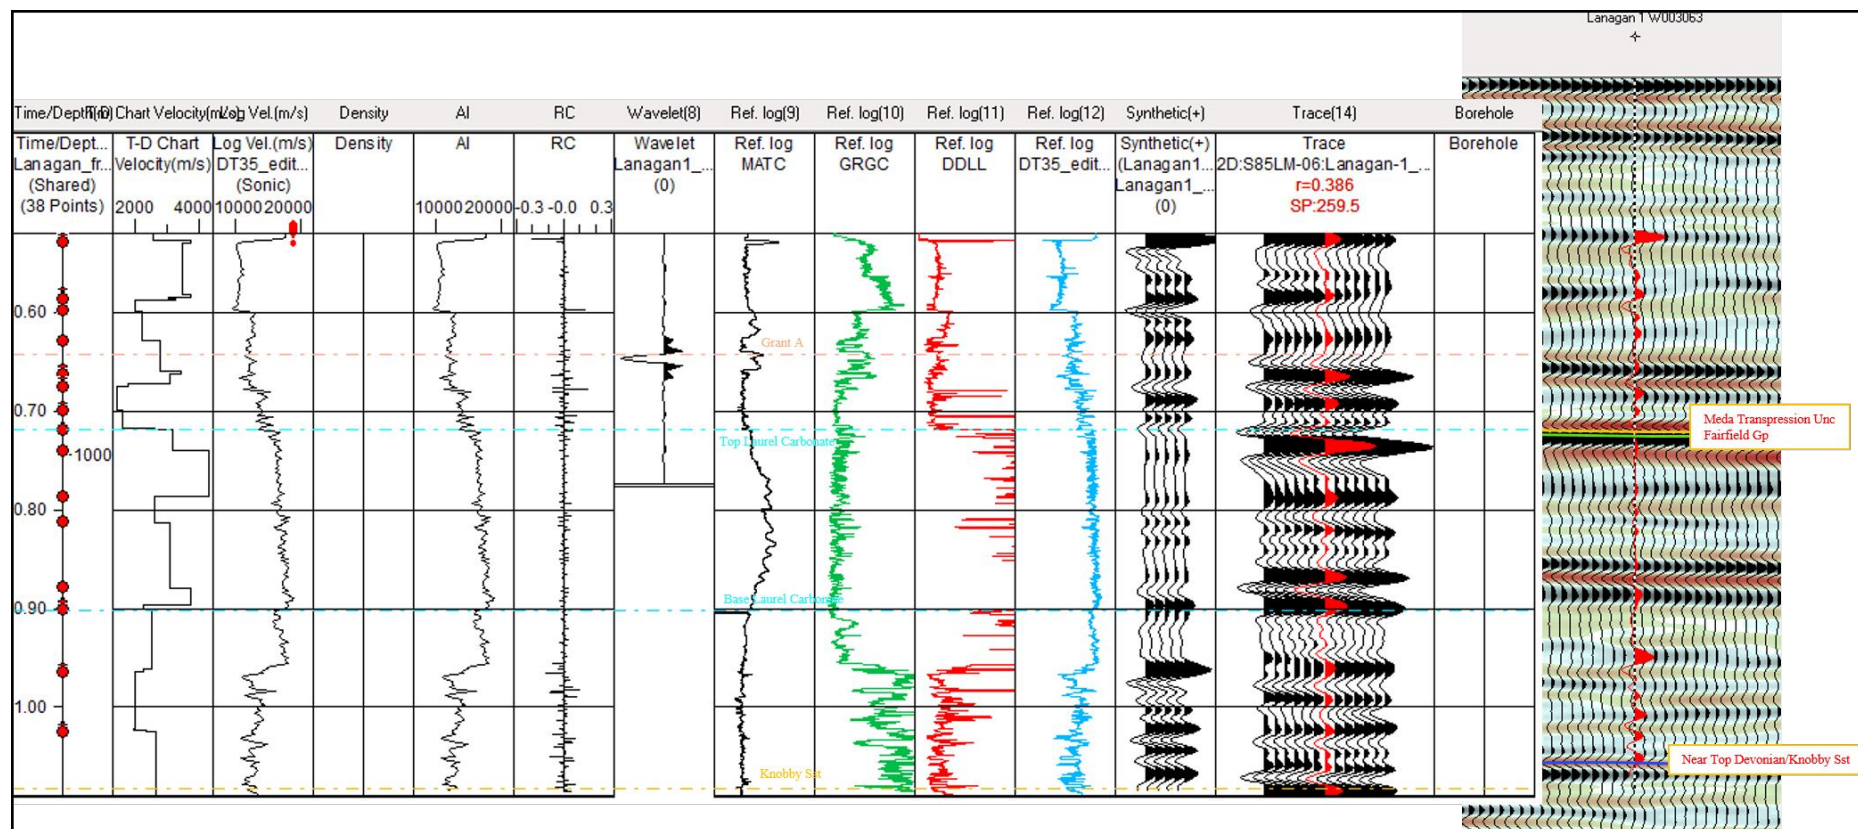 Lanagan 1 W003063
Time/Depth(m) T-D Chart Velocity(m/s) Log Vel.(m/s) Density AI RC Wavelet(8) Ref. log(9) Ref. log(10) Ref. log(11) Ref. log(12) Synthetic(+) Trace(14) Borehole
Time/Dept... T-D Chart Log Vel.(m/s) Density AI RC Wavelet Ref. log Ref. log Ref. log Ref. log Synthetic(+) Trace Borehole
Lanagan_fr... Velocity(m/s) DT35_edit... Lanagan1_... MATC GRGC DDLL DT35_edit... (Lanagan1... 2D:S85LM-06:Lanagan-1_...
(Shared) (Sonic) (0) Lanagan1_... r=0.386
(38 Points) 2000 4000 10000 20000 10000 20000 -0.3 -0.0 0.3 (0) SP:259.5
0.60
Grant A
0.70
Top Laurel Carbonate
1000
0.80
Base Laurel Carbonate
0.90
1.00
Knobby Sst
Meda Transpression Unc
Fairfield Gp
Near Top Devonian/Knobby Sst